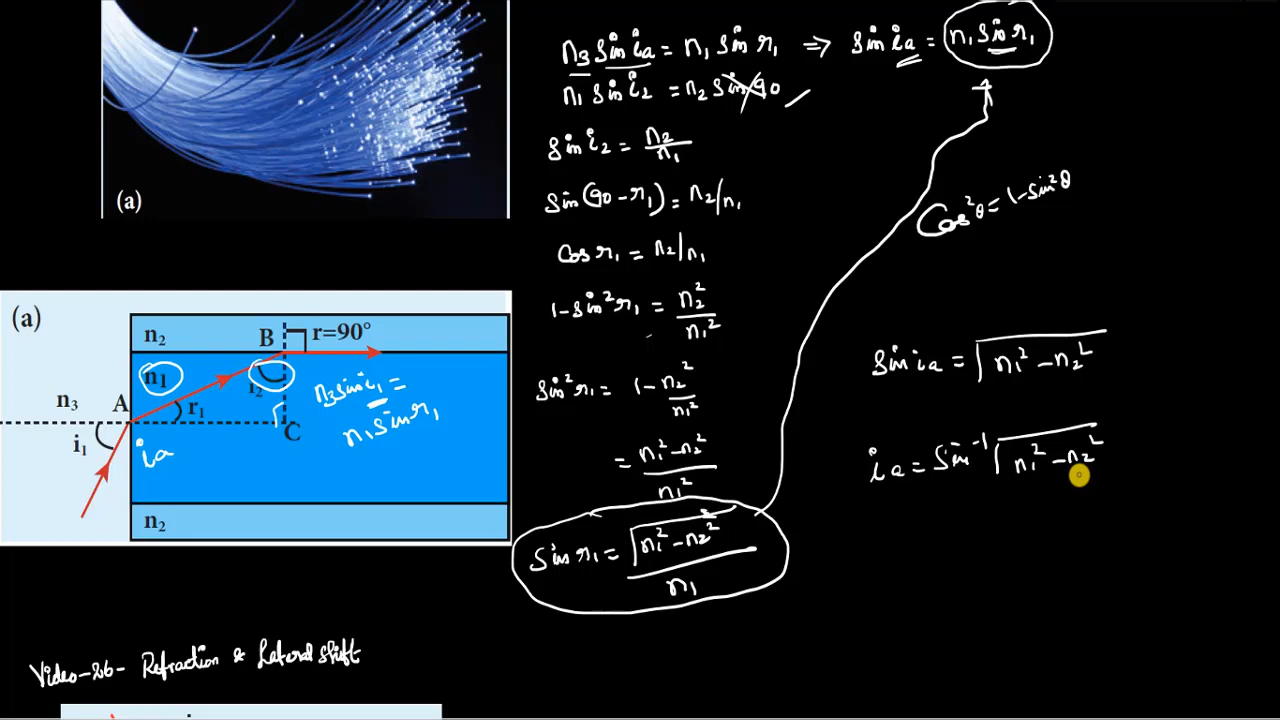 (a)
n₃ sin iₐ = n₁ sin r₁ ⇒ sin iₐ = n₁ sin r₁
n₁ sin i₂ = n₂ sin 90
sin i₂ = n₂/n₁
sin(90 - r₁) = n₂/n₁
Cos r₁ = n₂/n₁
1 - sin² r₁ = n₂²/n₁²
sin² r₁ = 1 - n₂²/n₁²
= n₁² - n₂²/n₁²
sin r₁ = √n₁² - n₂²/n₁
Cos²θ = 1 - sin²θ
sin iₐ = √n₁² - n₂²
iₐ = Sin⁻¹ √n₁² - n₂²
(a)
n₂
B
r=90°
n₁
i₂
n₃
A
r₁
C
i₁
iₐ
n₃ sin i₁ =
n₁ sin r₁
n₂
Video-26- Refraction & Lateral shift